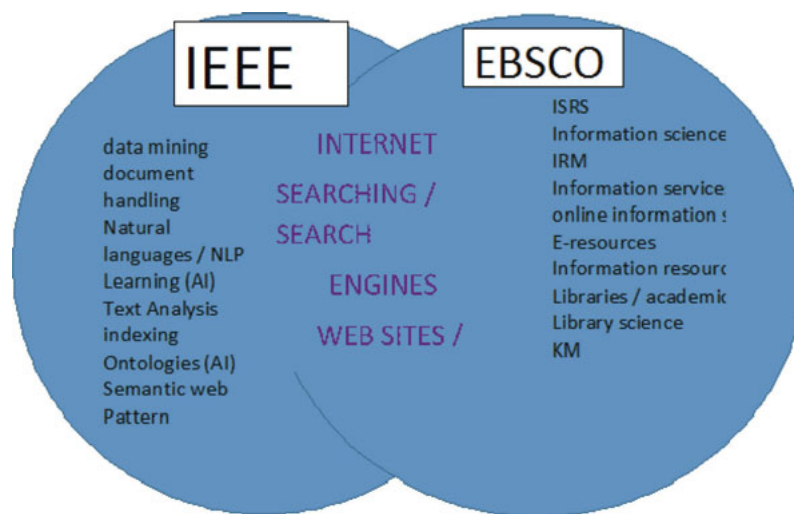 IEEE
EBSCO
data mining
document
handling
Natural
languages / NLP
Learning (AI)
Text Analysis
indexing
Ontologies (AI)
Semantic web
Pattern
INTERNET
SEARCHING /
SEARCH
ENGINES
WEB SITES /
ISRS
Information science
IRM
Information service
online information
E-resources
Information
Libraries / academic
Library science
KM